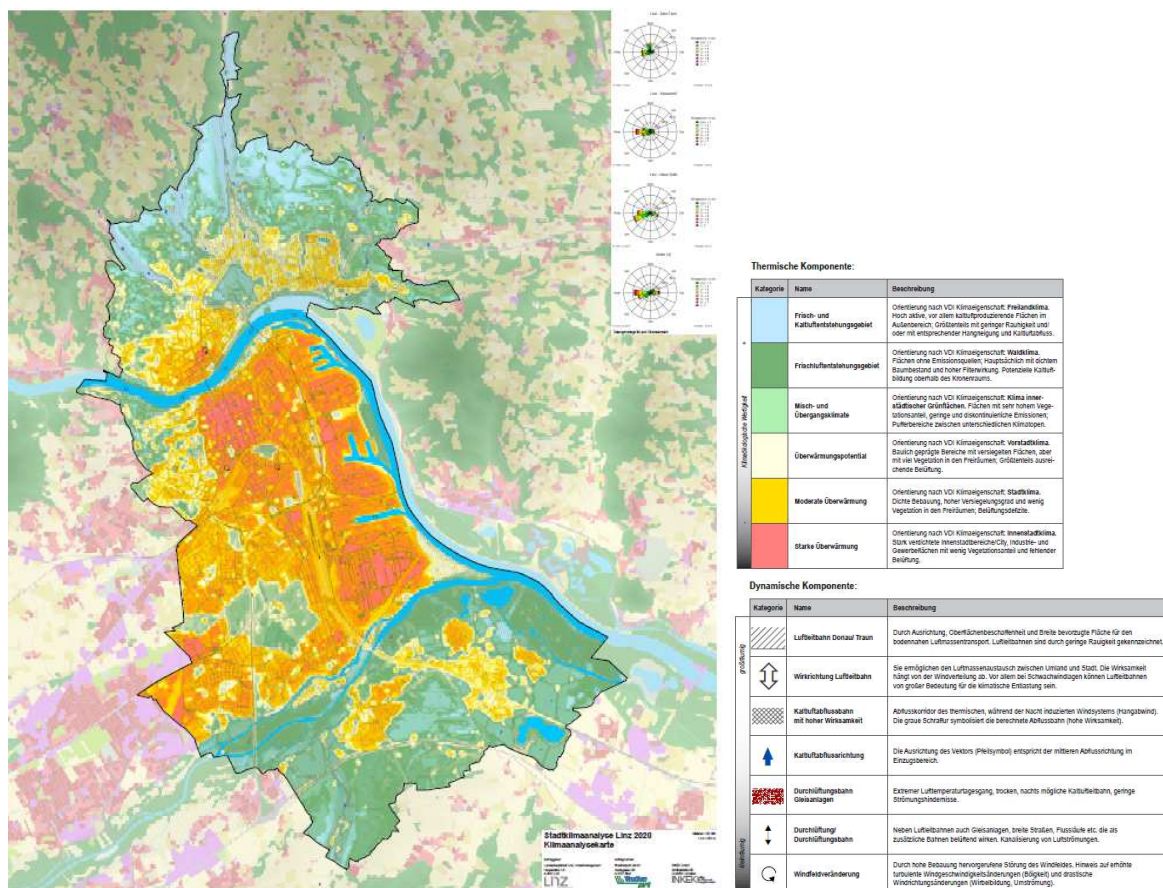 Stadtklimaanalyse Linz 2020
Klimaanalysekarte
LINZ
Thermische Komponente:
Kategorie Name Beschreibung
Klimaökologische Wertigkeit
Frisch- und
Kaltluftentstehungsgebiet
Orientierung nach VDI Klimaeigenschaft: Freilandklima.
Hoch aktive, vor allem kaltluftproduzierende Flächen im
Außenbereich; Größtenteils mit geringer Rauhigkeit und/
oder mit entsprechender Hangneigung und Kaltluftabfluss.
Frischluftentstehungsgebiet
Orientierung nach VDI Klimaeigenschaft: Waldklima.
Flächen ohne Emissionsquellen; Hauptsächlich mit dichtem
Baumbestand und hoher Filterwirkung. Potenzielle Kaltluft-
bildung oberhalb des Kronenraums.
Misch- und
Übergangsklimate
Orientierung nach VDI Klimaeigenschaft: Klima inner-
städtischer Grünflächen. Flächen mit sehr hohem Vege-
tationsanteil, geringe und diskontinuierliche Emissionen;
Pufferbereiche zwischen unterschiedlichen Klimatopen.
Überwärmungspotential
Orientierung nach VDI Klimaeigenschaft: Vorstadtklima.
Baulich geprägte Bereiche mit versiegelten Flächen, aber
mit viel Vegetation in den Freiräumen; Größtenteils ausrei-
chende Belüftung.
Moderate Überwärmung
Orientierung nach VDI Klimaeigenschaft: Stadtklima.
Dichte Bebauung, hoher Versiegelungsgrad und wenig
Vegetation in den Freiräumen; Belüftungsdefizite.
Starke Überwärmung
Orientierung nach VDI Klimaeigenschaft: Innenstadtklima.
Stark verdichtete Innenstadtbereiche/City, Industrie- und
Gewerbeflächen mit wenig Vegetationsanteil und fehlender
Belüftung.
Dynamische Komponente:
Kategorie Name Beschreibung
großräumig
Luftleitbahn Donau/ Traun
Durch Ausrichtung, Oberflächenbeschaffenheit und Breite bevorzugte Fläche für den
bodennahen Luftmassentransport. Luftleitbahnen sind durch geringe Rauigkeit gekennzeichnet.
Wirkrichtung Luftleitbahn
Sie ermöglichen den Luftmassenaustausch zwischen Umland und Stadt. Die Wirksamkeit
hängt von der Windverteilung ab. Vor allem bei Schwachwindlagen können Luftleitbahnen
von großer Bedeutung für die klimatische Entlastung sein.
Kaltluftabflussbahn
mit hoher Wirksamkeit
Abflusskorridor des thermischen, während der Nacht induzierten Windsystems (Hangabwind).
Die graue Schraffur symbolisiert die berechnete Abflussbahn (hohe Wirksamkeit).
Kaltluftabflussrichtung
Die Ausrichtung des Vektors (Pfeilsymbol) entspricht der mittleren Abflussrichtung im
Einzugsbereich.
Durchlüftungsbahn
Gleisanlagen
Extremer Lufttemperaturtagesgang, trocken, nachts mögliche Kaltluftleitbahn, geringe
Strömungshindernisse.
Durchlüftung/
Durchlüftungsbahn
Neben Luftleitbahnen auch Gleisanlagen, breite Straßen, Flussläufe etc. die als
zusätzliche Bahnen belüftend wirken. Kanalisierung von Luftströmungen.
kleinräumig
Windfeldveränderung
Durch hohe Bebauung hervorgerufene Störung des Windfeldes. Hinweis auf erhöhte
turbulente Windgeschwindigkeitsänderungen (Böigkeit) und drastische
Windrichtungsänderungen (Wirbelbildung, Umströmung).